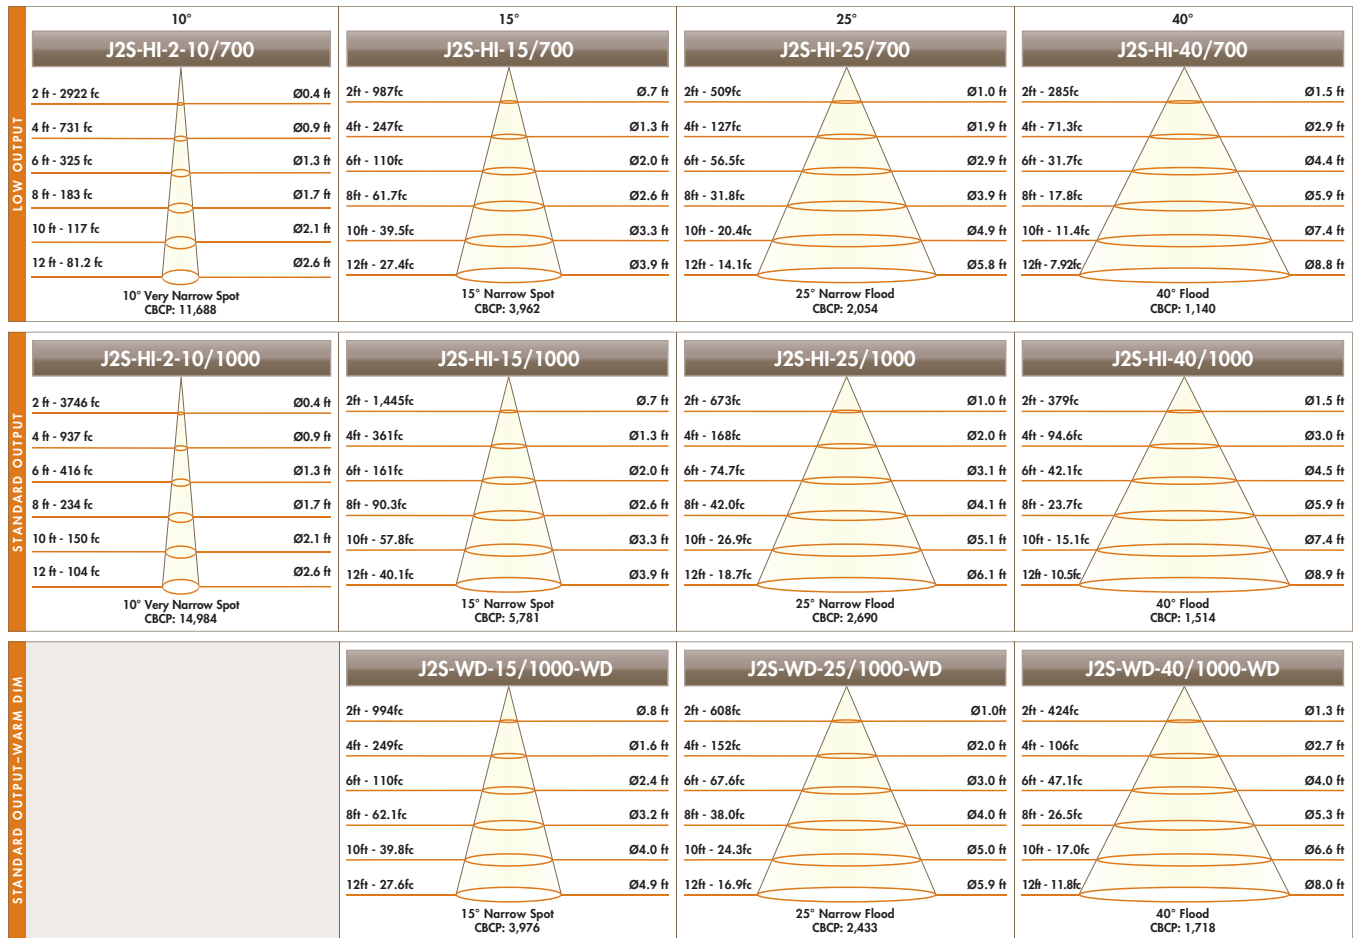 10°
15°
25°
40°
LOW OUTPUT
J2S-HI-2-10/700
2 ft - 2922 fc Ø0.4 ft
4 ft - 731 fc Ø0.9 ft
6 ft - 325 fc Ø1.3 ft
8 ft - 183 fc Ø1.7 ft
10 ft - 117 fc Ø2.1 ft
12 ft - 81.2 fc Ø2.6 ft
10° Very Narrow Spot
CBCP: 11,688
J2S-HI-15/700
2ft - 987fc Ø.7 ft
4ft - 247fc Ø1.3 ft
6ft - 110fc Ø2.0 ft
8ft - 61.7fc Ø2.6 ft
10ft - 39.5fc Ø3.3 ft
12ft - 27.4fc Ø3.9 ft
15° Narrow Spot
CBCP: 3,962
J2S-HI-25/700
2ft - 509fc Ø1.0 ft
4ft - 127fc Ø1.9 ft
6ft - 56.5fc Ø2.9 ft
8ft - 31.8fc Ø3.9 ft
10ft - 20.4fc Ø4.9 ft
12ft - 14.1fc Ø5.8 ft
25° Narrow Flood
CBCP: 2,054
J2S-HI-40/700
2ft - 285fc Ø1.5 ft
4ft - 71.3fc Ø2.9 ft
6ft - 31.7fc Ø4.4 ft
8ft - 17.8fc Ø5.9 ft
10ft - 11.4fc Ø7.4 ft
12ft - 7.92fc Ø8.8 ft
40° Flood
CBCP: 1,140
STANDARD OUTPUT
J2S-HI-2-10/1000
2 ft - 3746 fc Ø0.4 ft
4 ft - 937 fc Ø0.9 ft
6 ft - 416 fc Ø1.3 ft
8 ft - 234 fc Ø1.7 ft
10 ft - 150 fc Ø2.1 ft
12 ft - 104 fc Ø2.6 ft
10° Very Narrow Spot
CBCP: 14,984
J2S-HI-15/1000
2ft - 1,445fc Ø.7 ft
4ft - 361fc Ø1.3 ft
6ft - 161fc Ø2.0 ft
8ft - 90.3fc Ø2.6 ft
10ft - 57.8fc Ø3.3 ft
12ft - 40.1fc Ø3.9 ft
15° Narrow Spot
CBCP: 5,781
J2S-HI-25/1000
2ft - 673fc Ø1.0 ft
4ft - 168fc Ø2.0 ft
6ft - 74.7fc Ø3.1 ft
8ft - 42.0fc Ø4.1 ft
10ft - 26.9fc Ø5.1 ft
12ft - 18.7fc Ø6.1 ft
25° Narrow Flood
CBCP: 2,690
J2S-HI-40/1000
2ft - 379fc Ø1.5 ft
4ft - 94.6fc Ø3.0 ft
6ft - 42.1fc Ø4.5 ft
8ft - 23.7fc Ø5.9 ft
10ft - 15.1fc Ø7.4 ft
12ft - 10.5fc Ø8.9 ft
40° Flood
CBCP: 1,514
STANDARD OUTPUT–WARM DIM
J2S-WD-15/1000-WD
2ft - 994fc Ø.8 ft
4ft - 249fc Ø1.6 ft
6ft - 110fc Ø2.4 ft
8ft - 62.1fc Ø3.2 ft
10ft - 39.8fc Ø4.0 ft
12ft - 27.6fc Ø4.9 ft
15° Narrow Spot
CBCP: 3,976
J2S-WD-25/1000-WD
2ft - 608fc Ø1.0ft
4ft - 152fc Ø2.0 ft
6ft - 67.6fc Ø3.0 ft
8ft - 38.0fc Ø4.0 ft
10ft - 24.3fc Ø5.0 ft
12ft - 16.9fc Ø5.9 ft
25° Narrow Flood
CBCP: 2,433
J2S-WD-40/1000-WD
2ft - 424fc Ø1.3 ft
4ft - 106fc Ø2.7 ft
6ft - 47.1fc Ø4.0 ft
8ft - 26.5fc Ø5.3 ft
10ft - 17.0fc Ø6.6 ft
12ft - 11.8fc Ø8.0 ft
40° Flood
CBCP: 1,718